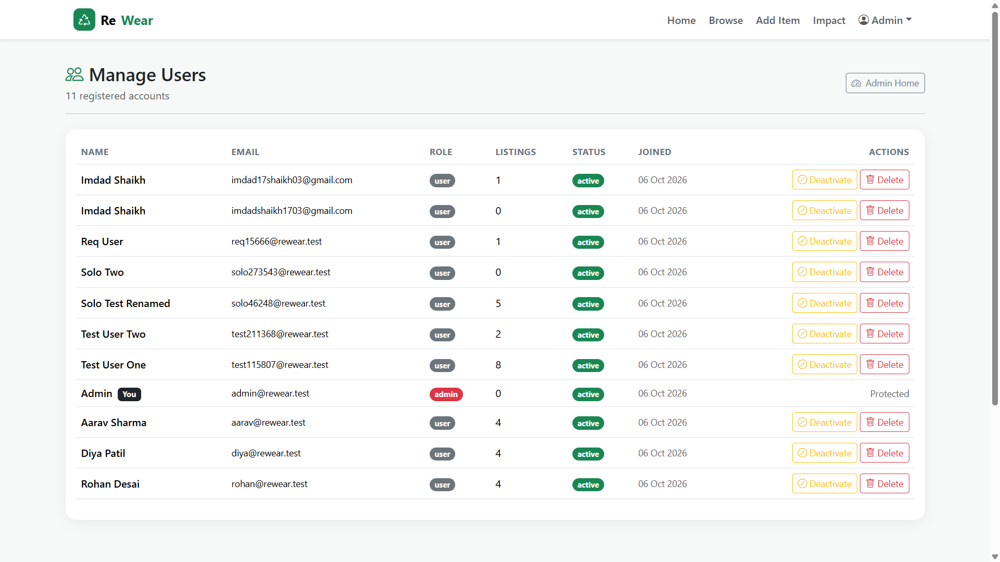 Re Wear Home Browse Add Item Impact Admin
Manage Users
11 registered accounts
Admin Home
NAME EMAIL ROLE LISTINGS STATUS JOINED ACTIONS
Imdad Shaikh imdad17shaikh03@gmail.com user 1 active 06 Oct 2026 Deactivate Delete
Imdad Shaikh imdadshaikh1703@gmail.com user 0 active 06 Oct 2026 Deactivate Delete
Req User req15666@rewear.test user 1 active 06 Oct 2026 Deactivate Delete
Solo Two solo273543@rewear.test user 0 active 06 Oct 2026 Deactivate Delete
Solo Test Renamed solo46248@rewear.test user 5 active 06 Oct 2026 Deactivate Delete
Test User Two test211368@rewear.test user 2 active 06 Oct 2026 Deactivate Delete
Test User One test115807@rewear.test user 8 active 06 Oct 2026 Deactivate Delete
Admin You admin@rewear.test admin 0 active 06 Oct 2026 Protected
Aarav Sharma aarav@rewear.test user 4 active 06 Oct 2026 Deactivate Delete
Diya Patil diya@rewear.test user 4 active 06 Oct 2026 Deactivate Delete
Rohan Desai rohan@rewear.test user 4 active 06 Oct 2026 Deactivate Delete